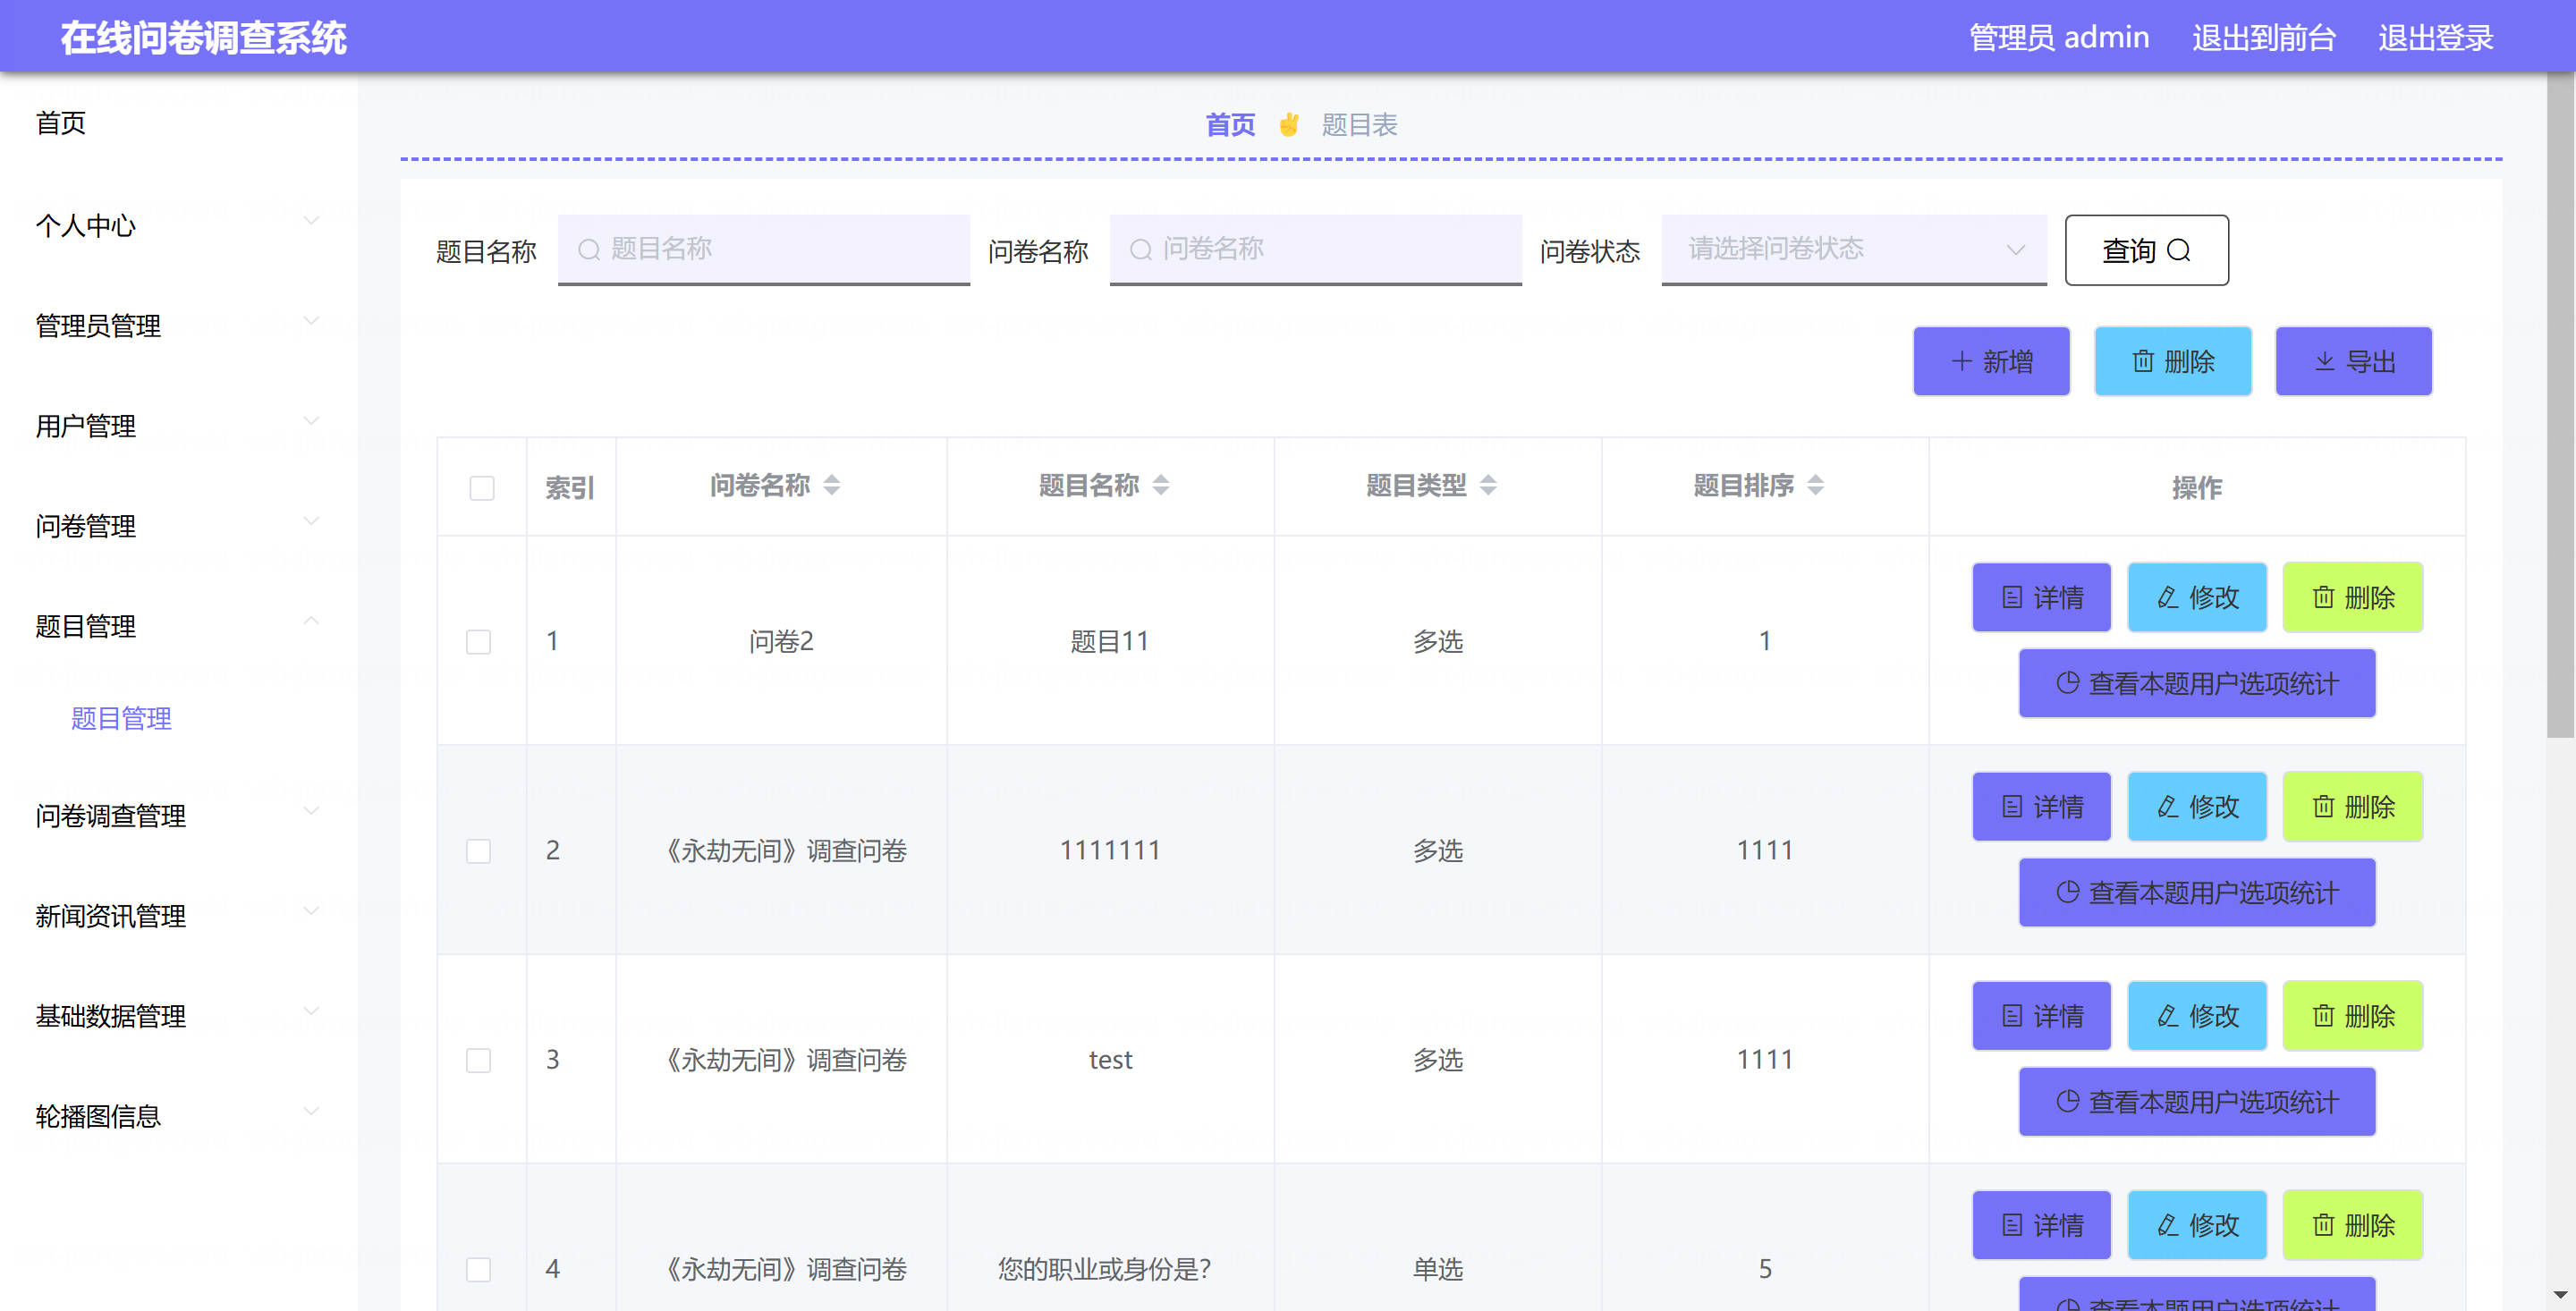 在线问卷调查系统 管理员 admin 退出到前台 退出登录
首页
个人中心
管理员管理
用户管理
问卷管理
题目管理
题目管理
问卷调查管理
新闻资讯管理
基础数据管理
轮播图信息
首页 题目表
题目名称 题目名称 问卷名称 问卷名称 问卷状态 请选择问卷状态 查询
新增 删除 导出
索引 问卷名称 题目名称 题目类型 题目排序 操作
1 问卷2 题目11 多选 1 详情 修改 删除
查看本题用户选项统计
2 《永劫无间》调查问卷 1111111 多选 1111 详情 修改 删除
查看本题用户选项统计
3 《永劫无间》调查问卷 test 多选 1111 详情 修改 删除
查看本题用户选项统计
4 《永劫无间》调查问卷 您的职业或身份是? 单选 5 详情 修改 删除
查看本题用户选项统计